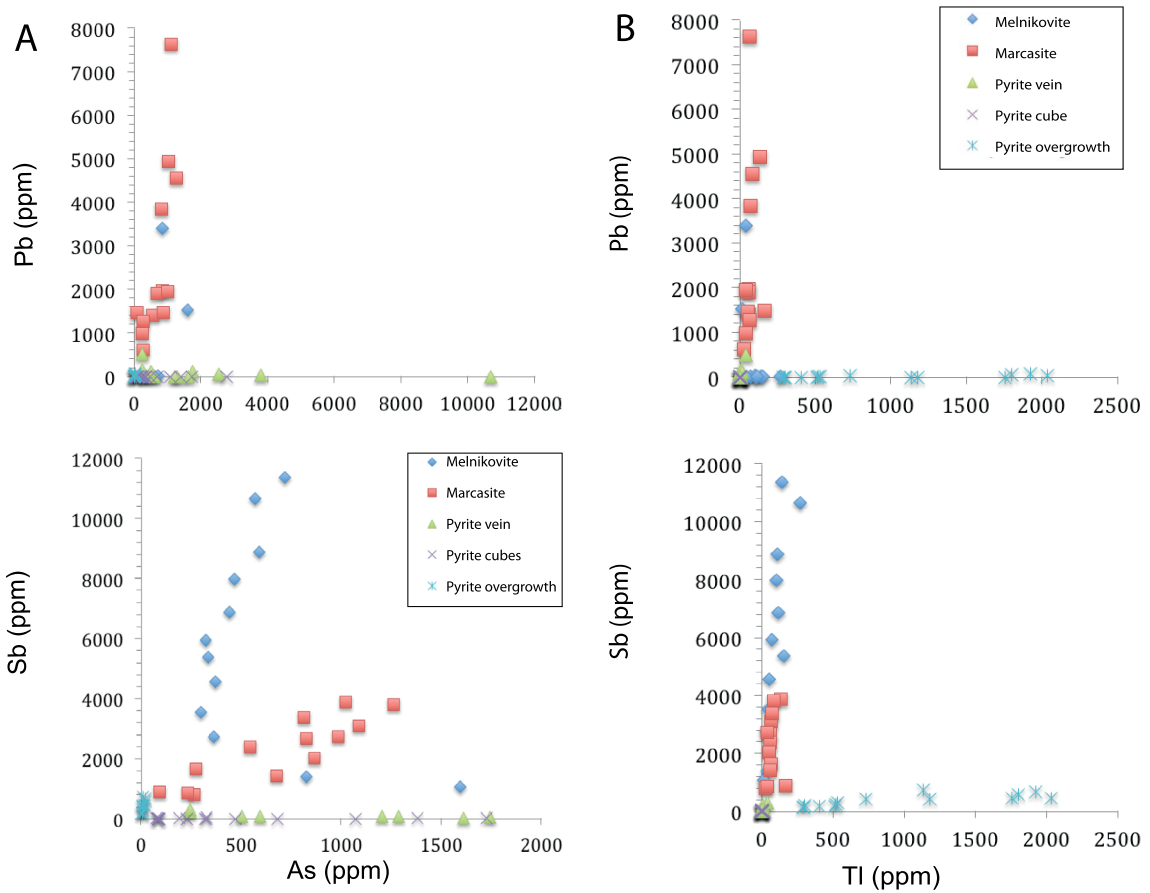 A
8000
7000
6000
5000
4000
3000
2000
1000
0
Pb (ppm)
0 2000 4000 6000 8000 10000 12000
B
8000
7000
6000
5000
4000
3000
2000
1000
0
Pb (ppm)
0 500 1000 1500 2000 2500
Melnikovite
Marcasite
Pyrite vein
Pyrite cube
Pyrite overgrowth
12000
10000
8000
6000
4000
2000
0
Sb (ppm)
0 500 1000 1500 2000
As (ppm)
Melnikovite
Marcasite
Pyrite vein
Pyrite cubes
Pyrite overgrowth
12000
10000
8000
6000
4000
2000
0
Sb (ppm)
0 500 1000 1500 2000 2500
Tl (ppm)